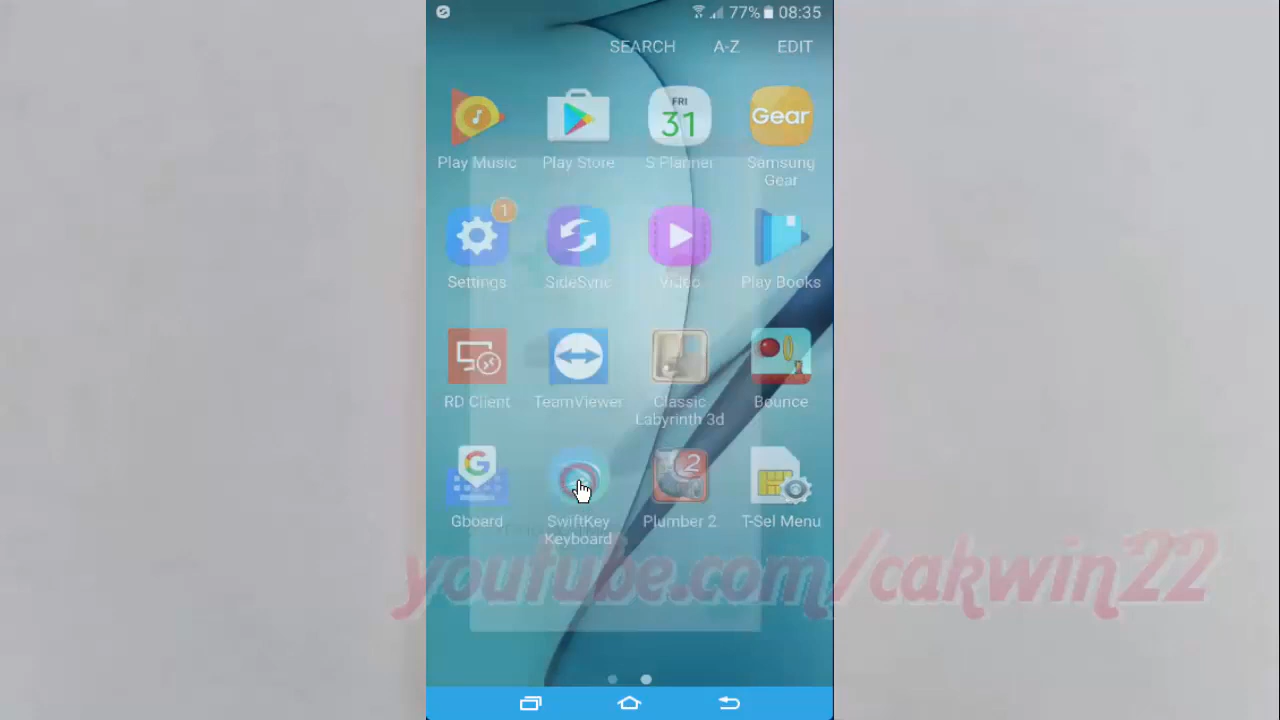 77% 08:35
SEARCH A-Z EDIT
FRI
31
Gear
Play Music Play Store S Planner Samsung
Gear
1
Settings SideSync Video Play Books
RD Client TeamViewer Classic Bounce
Labyrinth 3d
G 2
Gboard SwiftKey Plumber 2 T-Sel Menu
Keyboard
youtube.com/cakwin22